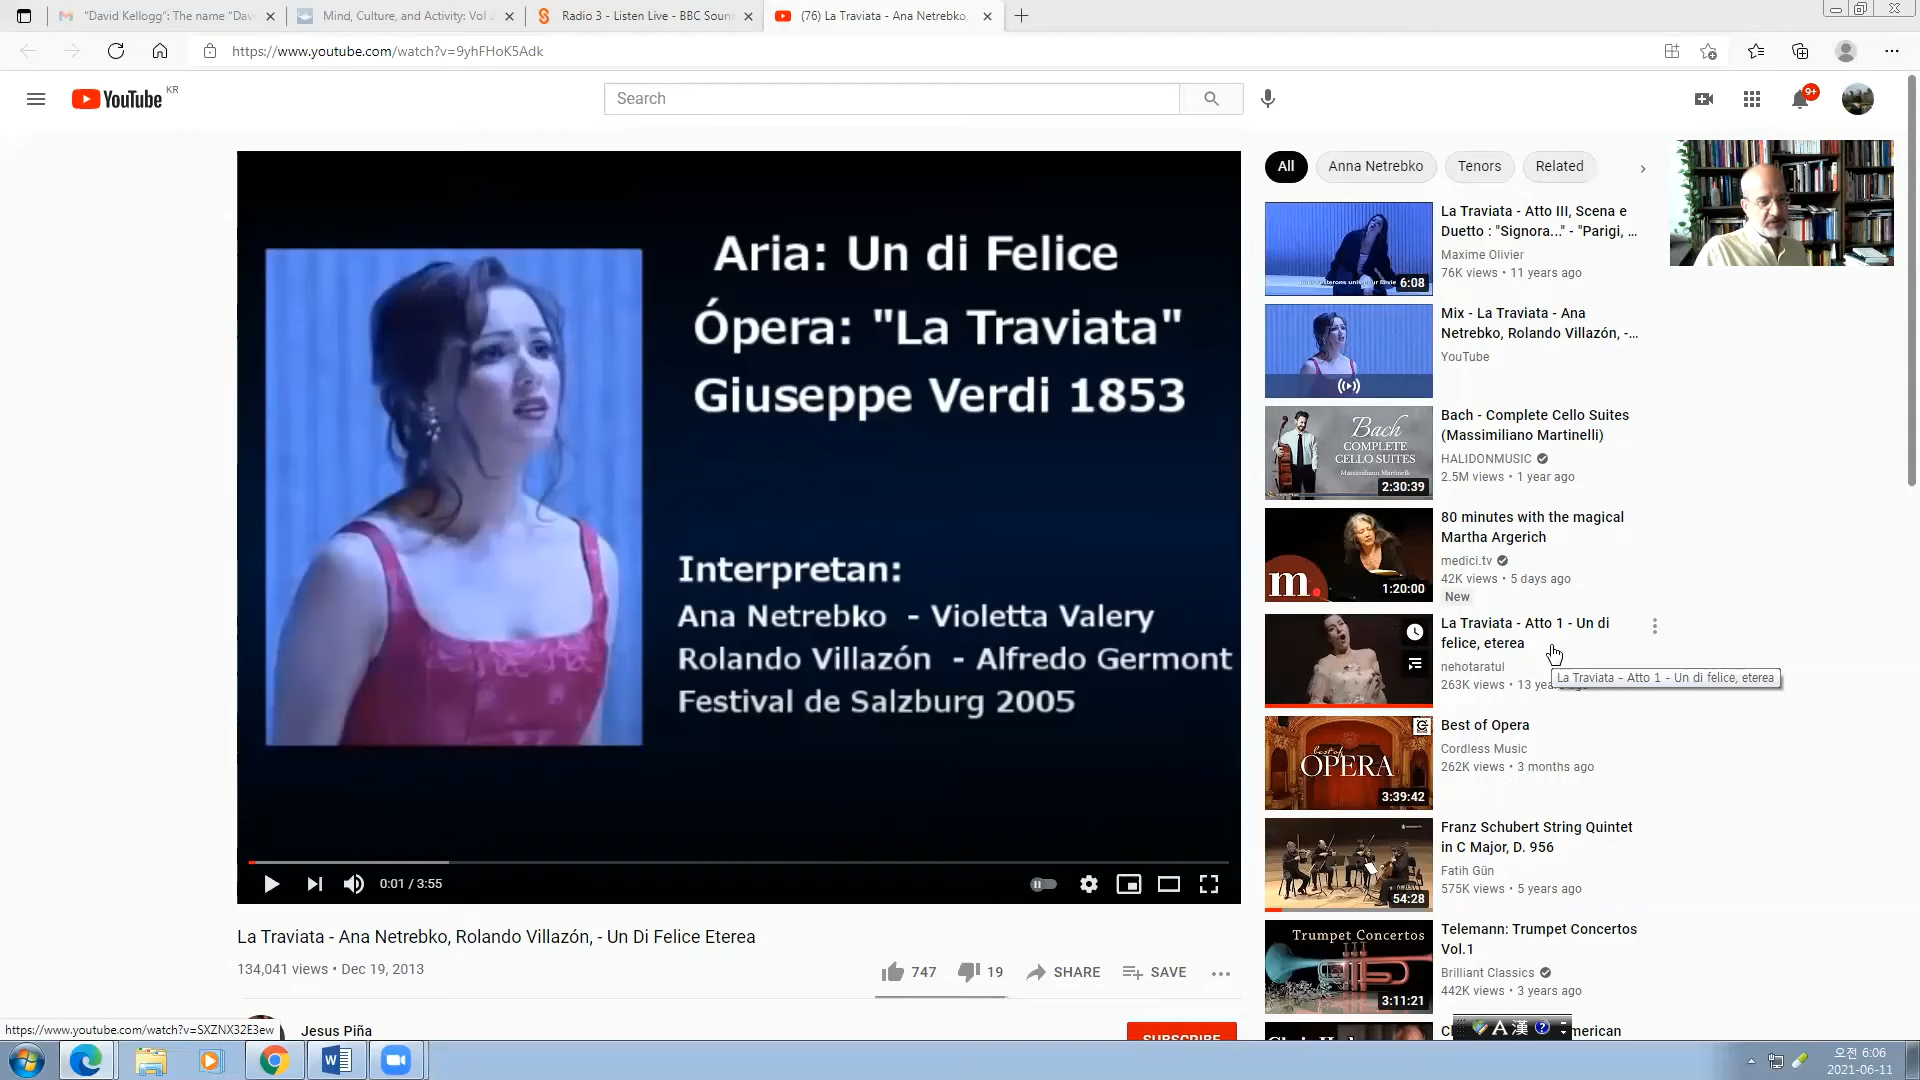 "David Kellogg": The name "Dav
Mind, Culture, and Activity: Vol
Radio 3 - Listen Live - BBC Soun
(76) La Traviata - Ana Netrebko,
https://www.youtube.com/watch?v=9yhFHoK5Adk
YouTube KR
Search
9+
Aria: Un di Felice
Ópera: "La Traviata"
Giuseppe Verdi 1853
Interpretan:
Ana Netrebko - Violetta Valery
Rolando Villazón - Alfredo Germont
Festival de Salzburg 2005
0:01 / 3:55
La Traviata - Ana Netrebko, Rolando Villazón, - Un Di Felice Eterea
134,041 views • Dec 19, 2013
747
19
SHARE
SAVE
Jesus Piña
SUBSCRIBE
https://www.youtube.com/watch?v=SXZNX32E3ew
All
Anna Netrebko
Tenors
Related
6:08
La Traviata - Atto III, Scena e
Duetto : "Signora..." - "Parigi, ...
Maxime Olivier
76K views • 11 years ago
Mix - La Traviata - Ana
Netrebko, Rolando Villazón, -...
YouTube
Bach
COMPLETE
CELLO SUITES
Massimiliano Martinelli
2:30:39
Bach - Complete Cello Suites
(Massimiliano Martinelli)
HALIDONMUSIC
2.5M views • 1 year ago
m.
1:20:00
80 minutes with the magical
Martha Argerich
medici.tv
42K views • 5 days ago
New
La Traviata - Atto 1 - Un di
felice, eterea
nehotaratul
263K views • 13 years ago
La Traviata - Atto 1 - Un di felice, eterea
best of
OPERA
3:39:42
Best of Opera
Cordless Music
262K views • 3 months ago
54:28
Franz Schubert String Quintet
in C Major, D. 956
Fatih Gün
575K views • 5 years ago
Trumpet Concertos
3:11:21
Telemann: Trumpet Concertos
Vol.1
Brilliant Classics
442K views • 3 years ago
A 漢
merican
오전 6:06
2021-06-11